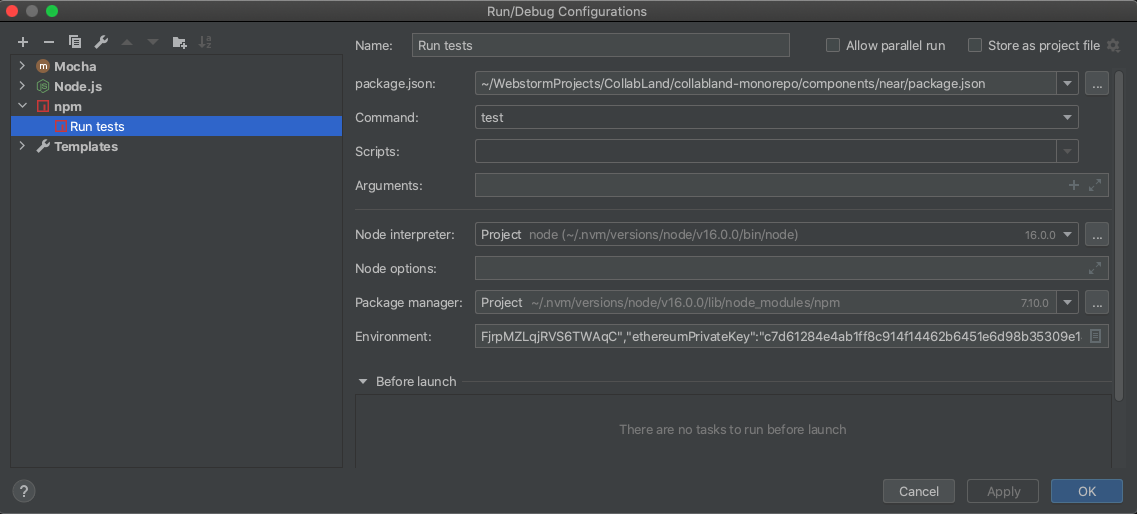 Run/Debug Configurations
Name: Run tests
Allow parallel run
Store as project file
Mocha
Node.js
npm
Run tests
Templates
package.json: ~/WebstormProjects/CollabLand/collabland-monorepo/components/near/package.json ...
Command: test
Scripts:
Arguments:
Node interpreter: Project node (~/.nvm/versions/node/v16.0.0/bin/node) 16.0.0 ...
Node options:
Package manager: Project ~/.nvm/versions/node/v16.0.0/lib/node_modules/npm 7.10.0 ...
Environment: FjrpMZLqjRVS6TWAqC","ethereumPrivateKey":"c7d61284e4ab1ff8c914f14462b6451e6d98b35309e1
Before launch
There are no tasks to run before launch
? Cancel Apply OK